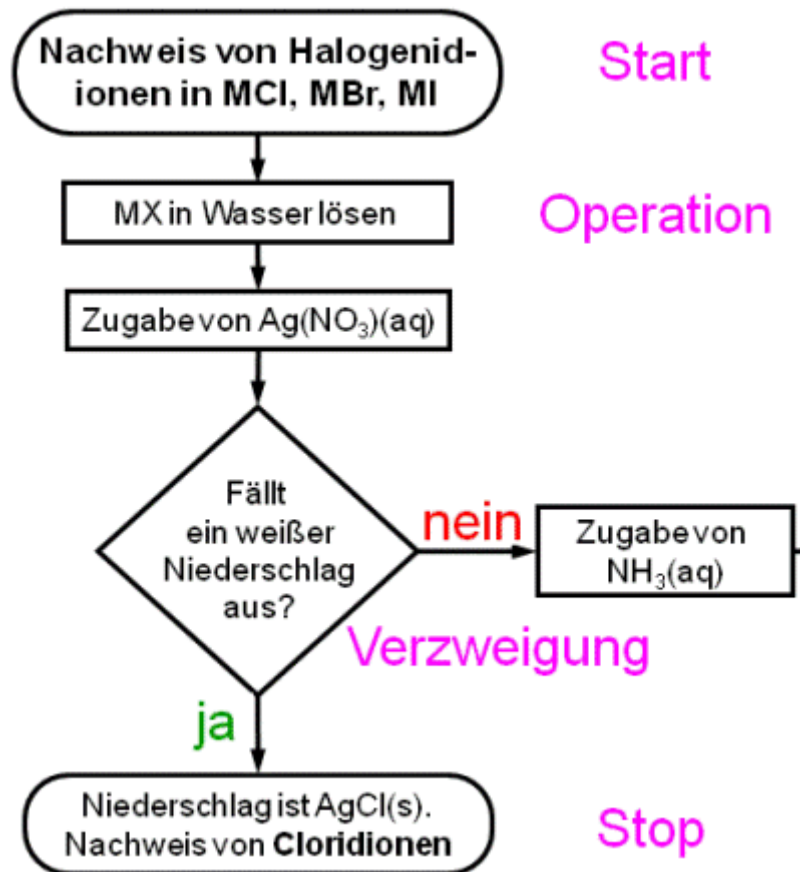 Nachweis von Halogenid-
ionen in MCl, MBr, MI
Start
MX in Wasser lösen
Operation
Zugabe von Ag(NO₃)(aq)
Fällt
ein weißer
Niederschlag
aus?
nein
Zugabe von
NH₃(aq)
Verzweigung
ja
Niederschlag ist AgCl(s).
Nachweis von Cloridionen
Stop